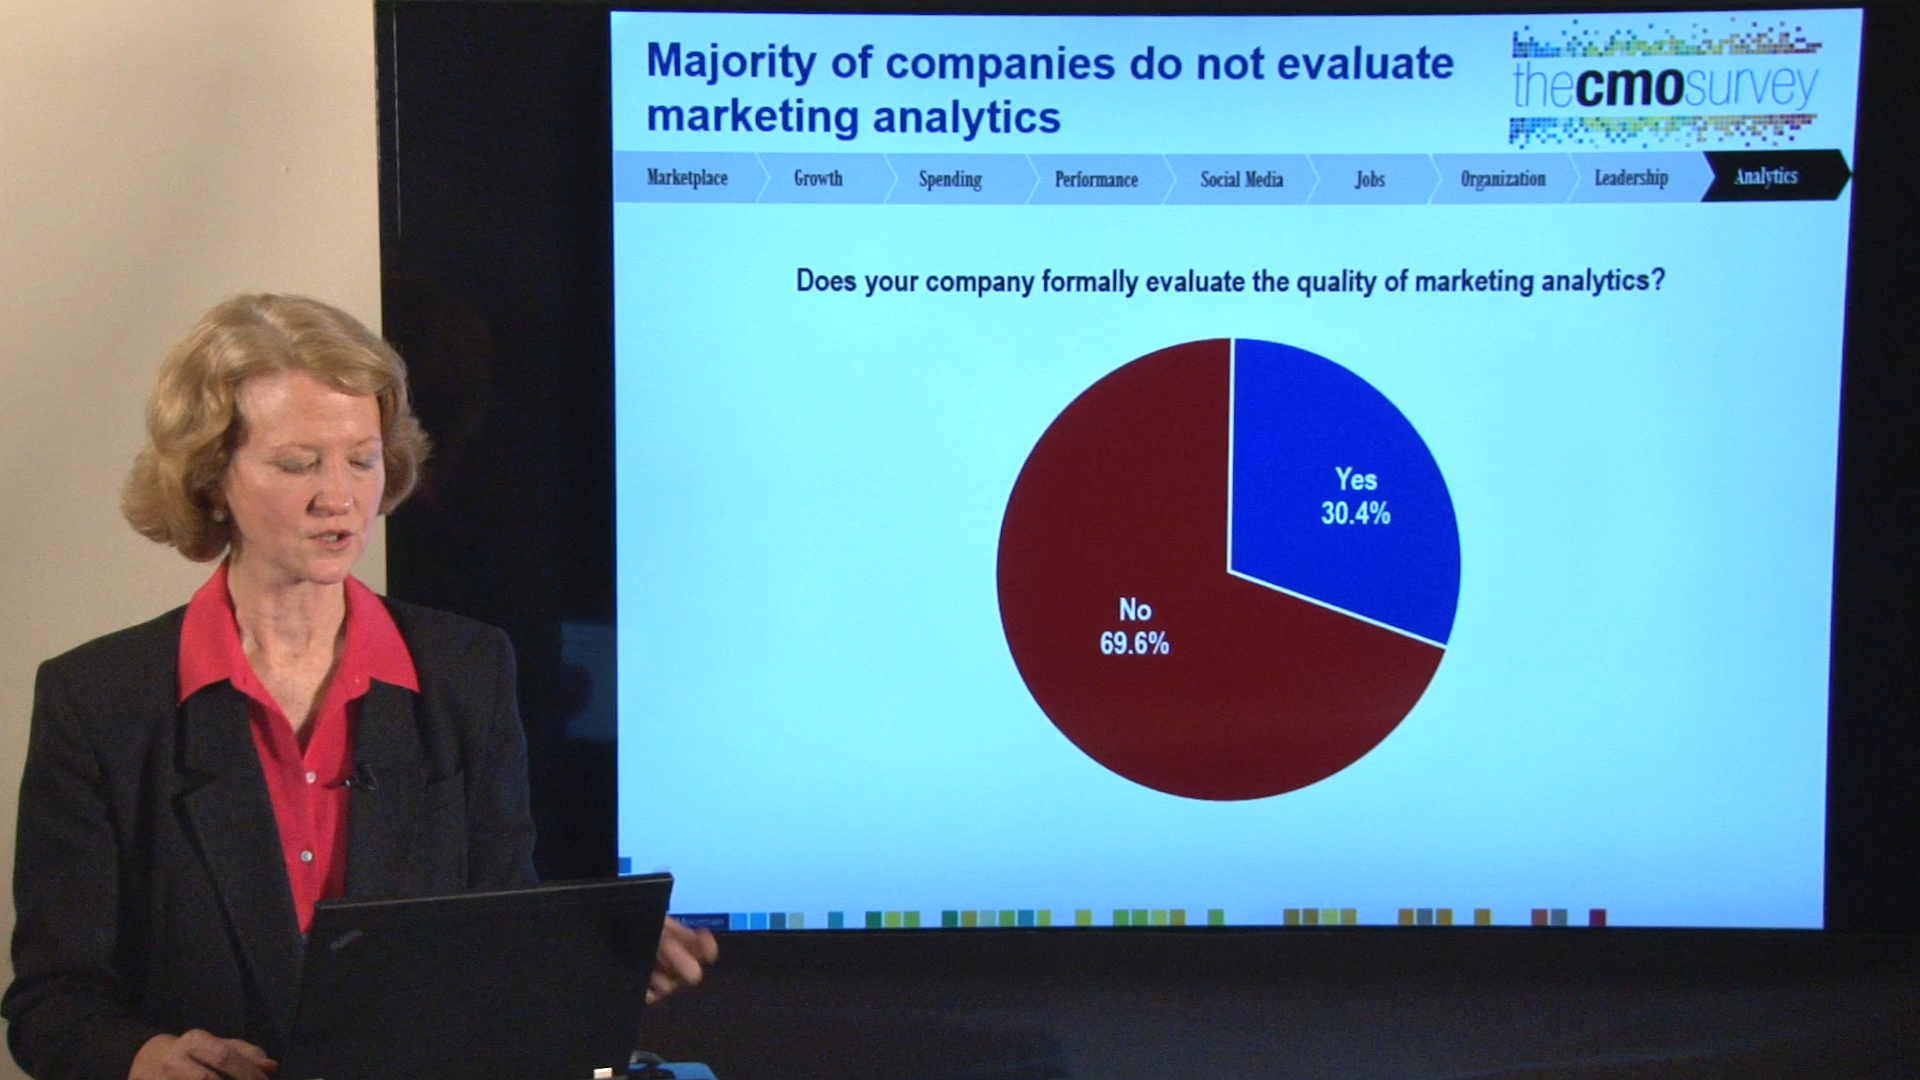 Majority of companies do not evaluate
marketing analytics
thecmosurvey
Marketplace Growth Spending Performance Social Media Jobs Organization Leadership Analytics
Does your company formally evaluate the quality of marketing analytics?
Yes
30.4%
No
69.6%